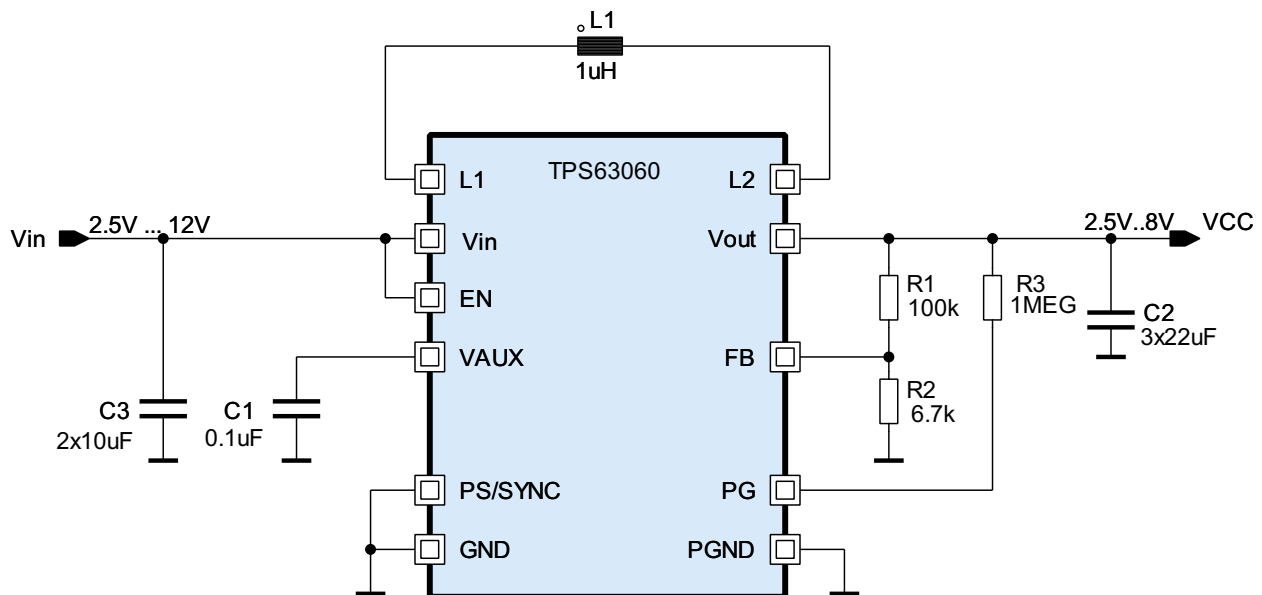 L1
1uH
TPS63060
L1
L2
Vin
2.5V ... 12V
Vin
Vout
2.5V..8V
VCC
EN
R1
100k
R3
1MEG
C2
3x22uF
VAUX
FB
C3
2x10uF
C1
0.1uF
R2
6.7k
PS/SYNC
PG
GND
PGND